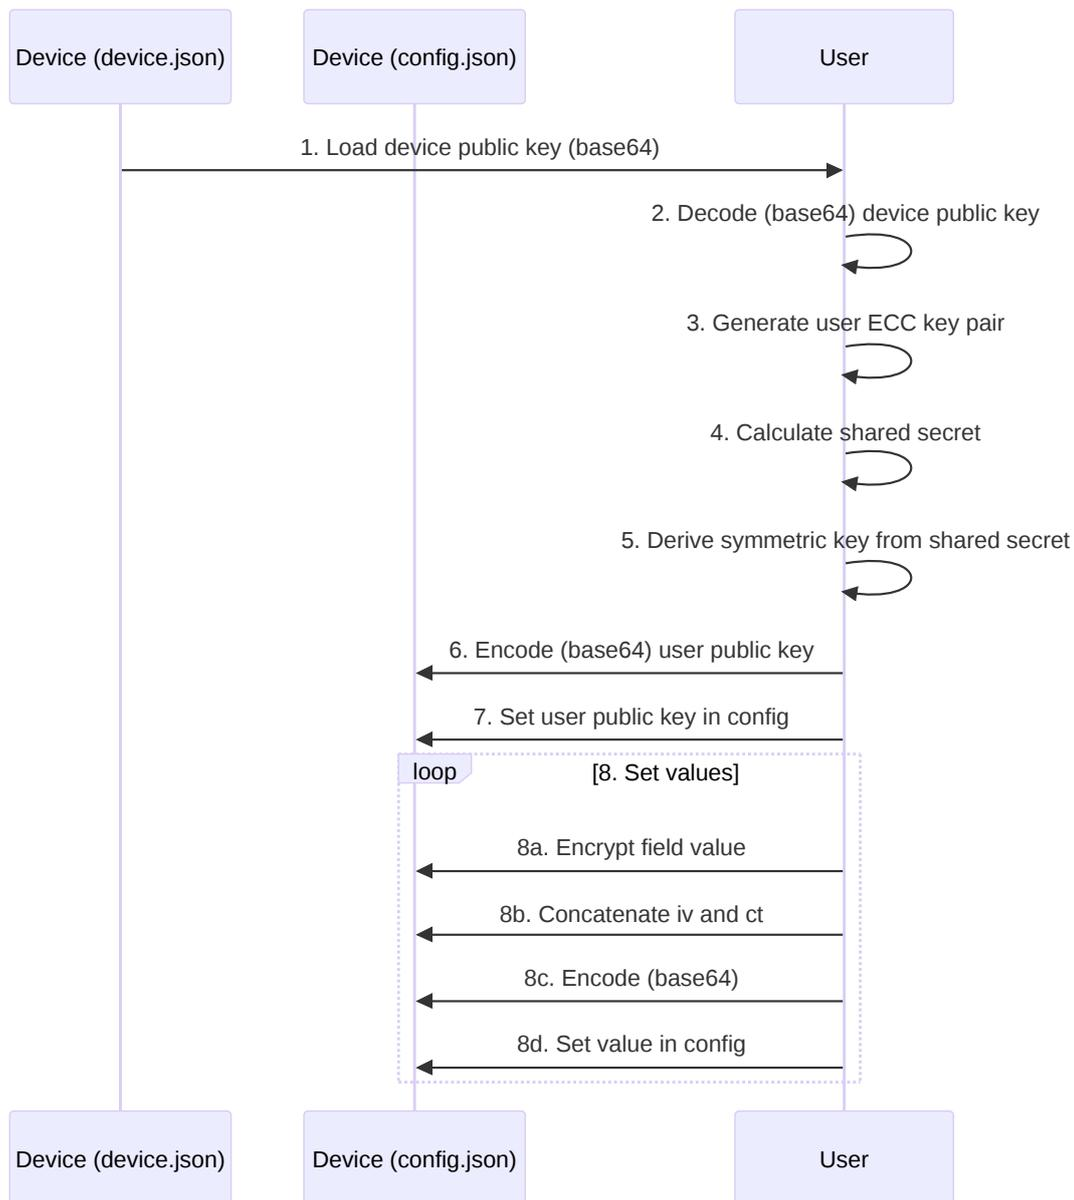 Device (device.json)
Device (config.json)
User
1. Load device public key (base64)
2. Decode (base64) device public key
3. Generate user ECC key pair
4. Calculate shared secret
5. Derive symmetric key from shared secret
6. Encode (base64) user public key
7. Set user public key in config
loop
[8. Set values]
8a. Encrypt field value
8b. Concatenate iv and ct
8c. Encode (base64)
8d. Set value in config
Device (device.json)
Device (config.json)
User